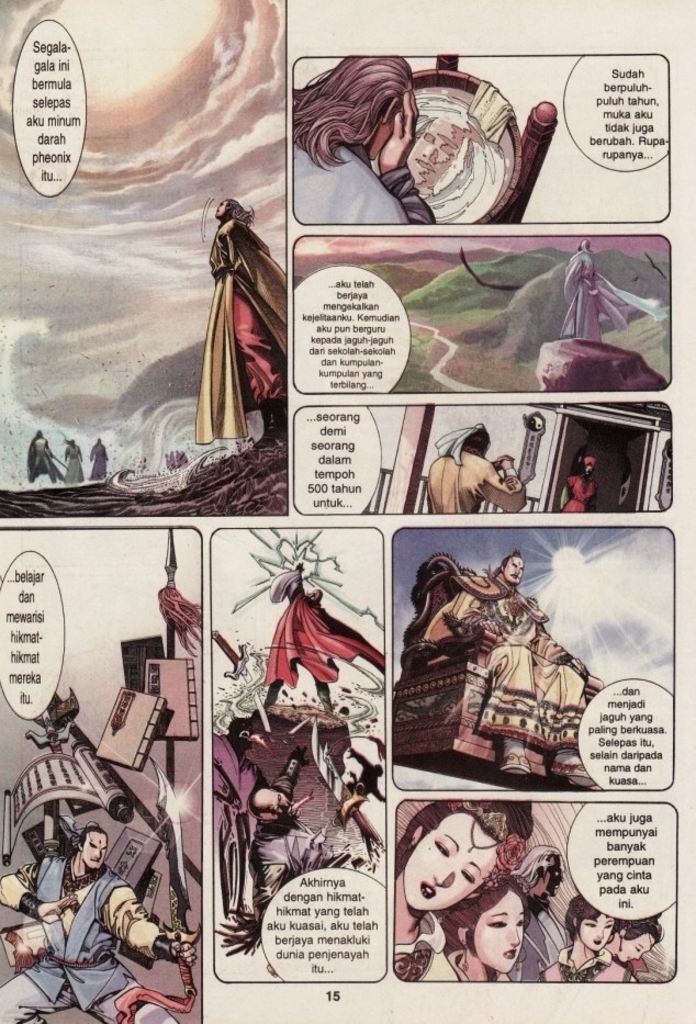 Segala-
gala ini
bermula
selepas
aku minum
darah
pheonix
itu...
Sudah
berpuluh-
puluh tahun,
muka aku
tidak juga
berubah. Rupa-
rupanya...
...aku telah
berjaya
mengekalkan
kejelitaanku. Kemudian
aku pun berguru
kepada jaguh-jaguh
dari sekolah-sekolah
dan kumpulan-
kumpulan yang
terbilang...
...seorang
demi
seorang
dalam
tempoh
500 tahun
untuk...
...belajar
dan
mewarisi
hikmat-
hikmat
mereka
itu.
Akhirnya
dengan hikmat-
hikmat yang telah
aku kuasai, aku telah
berjaya menakluki
dunia penjenayah
itu...
...dan
menjadi
jaguh yang
paling berkuasa.
Selepas itu,
selain daripada
nama dan
kuasa...
...aku juga
mempunyai
banyak
perempuan
yang cinta
pada aku
ini.
15